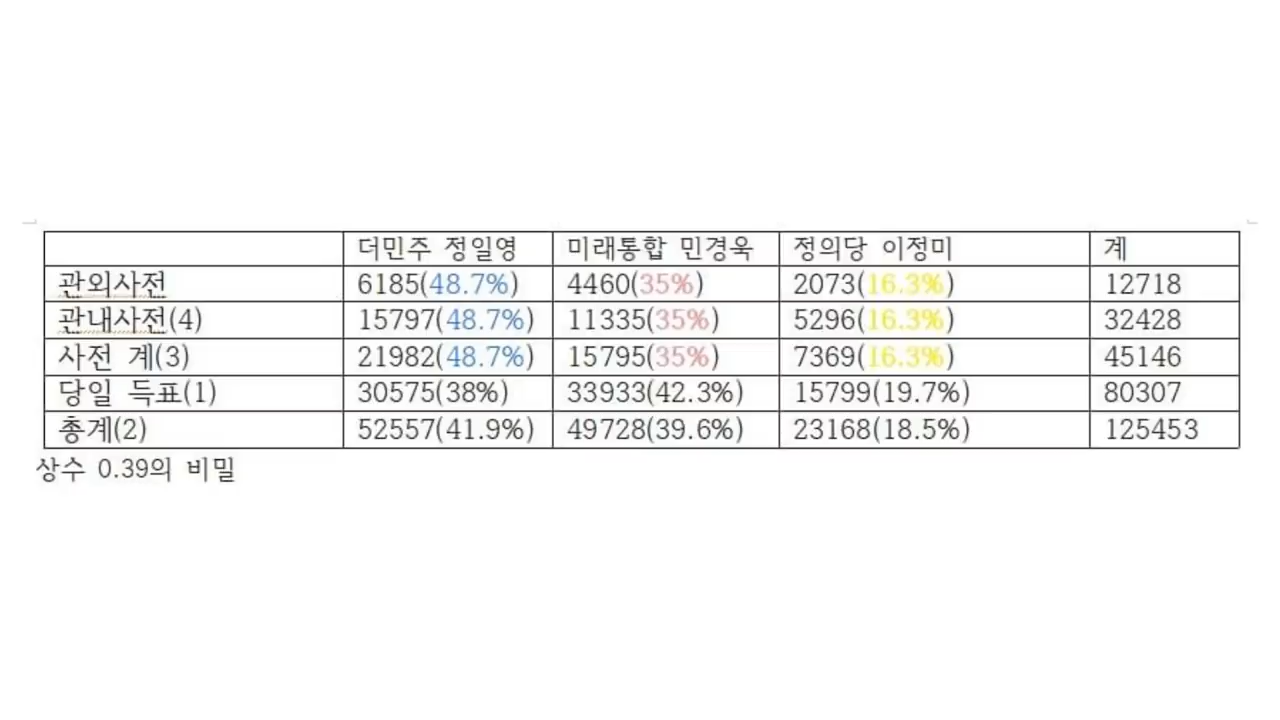 더민주 정일영 미래통합 민경욱 정의당 이정미 계
관외사전 6185(48.7%) 4460(35%) 2073(16.3%) 12718
관내사전(4) 15797(48.7%) 11335(35%) 5296(16.3%) 32428
사전 계(3) 21982(48.7%) 15795(35%) 7369(16.3%) 45146
당일 득표(1) 30575(38%) 33933(42.3%) 15799(19.7%) 80307
총계(2) 52557(41.9%) 49728(39.6%) 23168(18.5%) 125453
상수 0.39의 비밀